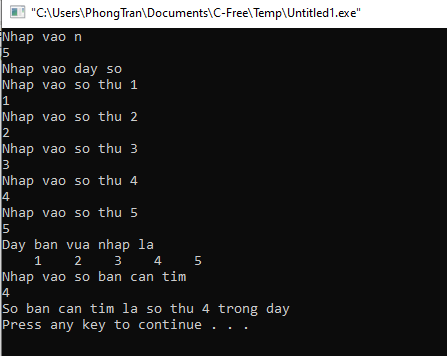 "C:\Users\PhongTran\Documents\C-Free\Temp\Untitled1.exe"
Nhap vao n
5
Nhap vao day so
Nhap vao so thu 1
1
Nhap vao so thu 2
2
Nhap vao so thu 3
3
Nhap vao so thu 4
4
Nhap vao so thu 5
5
Day ban vua nhap la
    1    2    3    4    5
Nhap vao so ban can tim
4
So ban can tim la so thu 4 trong day
Press any key to continue . . .